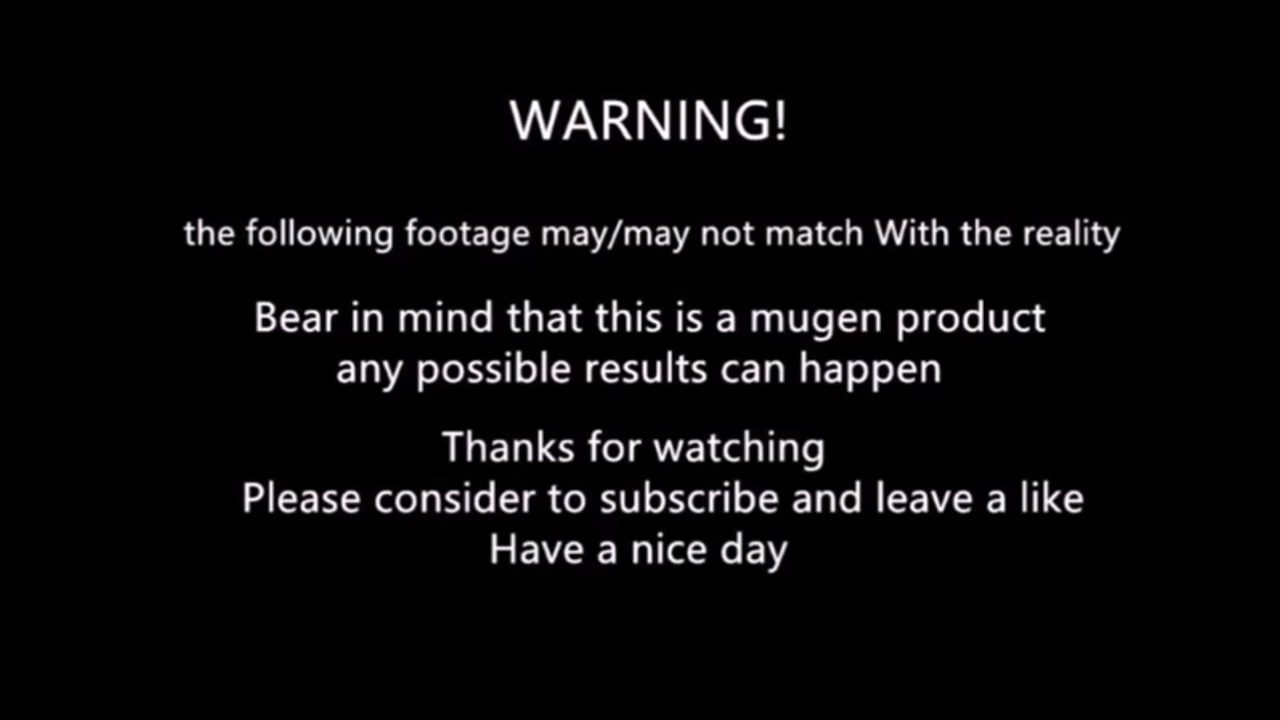 WARNING!
the following footage may/may not match With the reality
Bear in mind that this is a mugen product
any possible results can happen
Thanks for watching
Please consider to subscribe and leave a like
Have a nice day